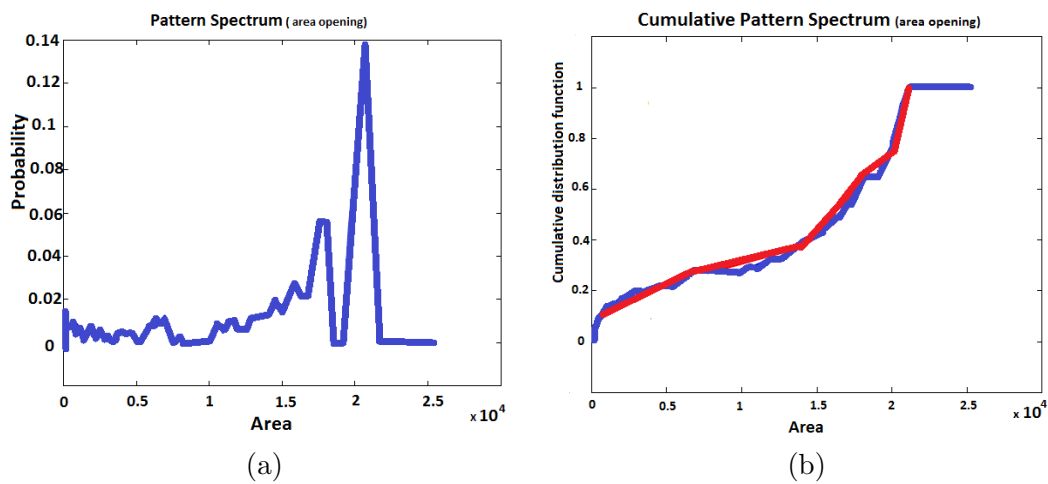 Pattern Spectrum ( area opening)
0.14
0.12
0.1
0.08
0.06
0.04
0.02
0
Probability
0 0.5 1 1.5 2 2.5
x 10^4
Area
(a)
Cumulative Pattern Spectrum (area opening)
1
0.8
0.6
0.4
0.2
0
Cumulative distribution function
0 0.5 1 1.5 2 2.5
x 10^4
Area
(b)